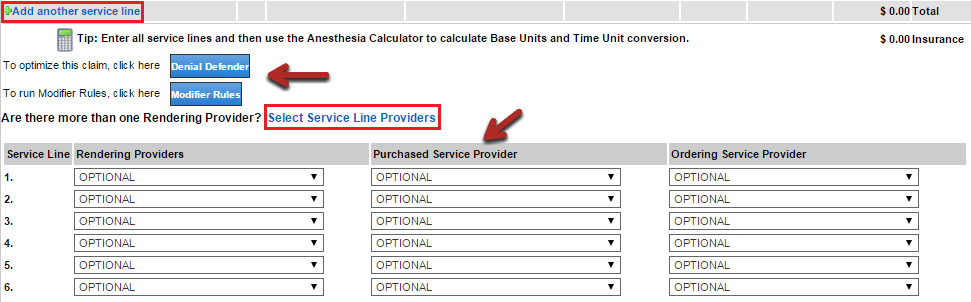 Add another service line $ 0.00 Total
Tip: Enter all service lines and then use the Anesthesia Calculator to calculate Base Units and Time Unit conversion. $ 0.00 Insurance
To optimize this claim, click here Denial Defender
To run Modifier Rules, click here Modifier Rules
Are there more than one Rendering Provider? Select Service Line Providers
Service Line Rendering Providers Purchased Service Provider Ordering Service Provider
1. OPTIONAL OPTIONAL OPTIONAL
2. OPTIONAL OPTIONAL OPTIONAL
3. OPTIONAL OPTIONAL OPTIONAL
4. OPTIONAL OPTIONAL OPTIONAL
5. OPTIONAL OPTIONAL OPTIONAL
6. OPTIONAL OPTIONAL OPTIONAL